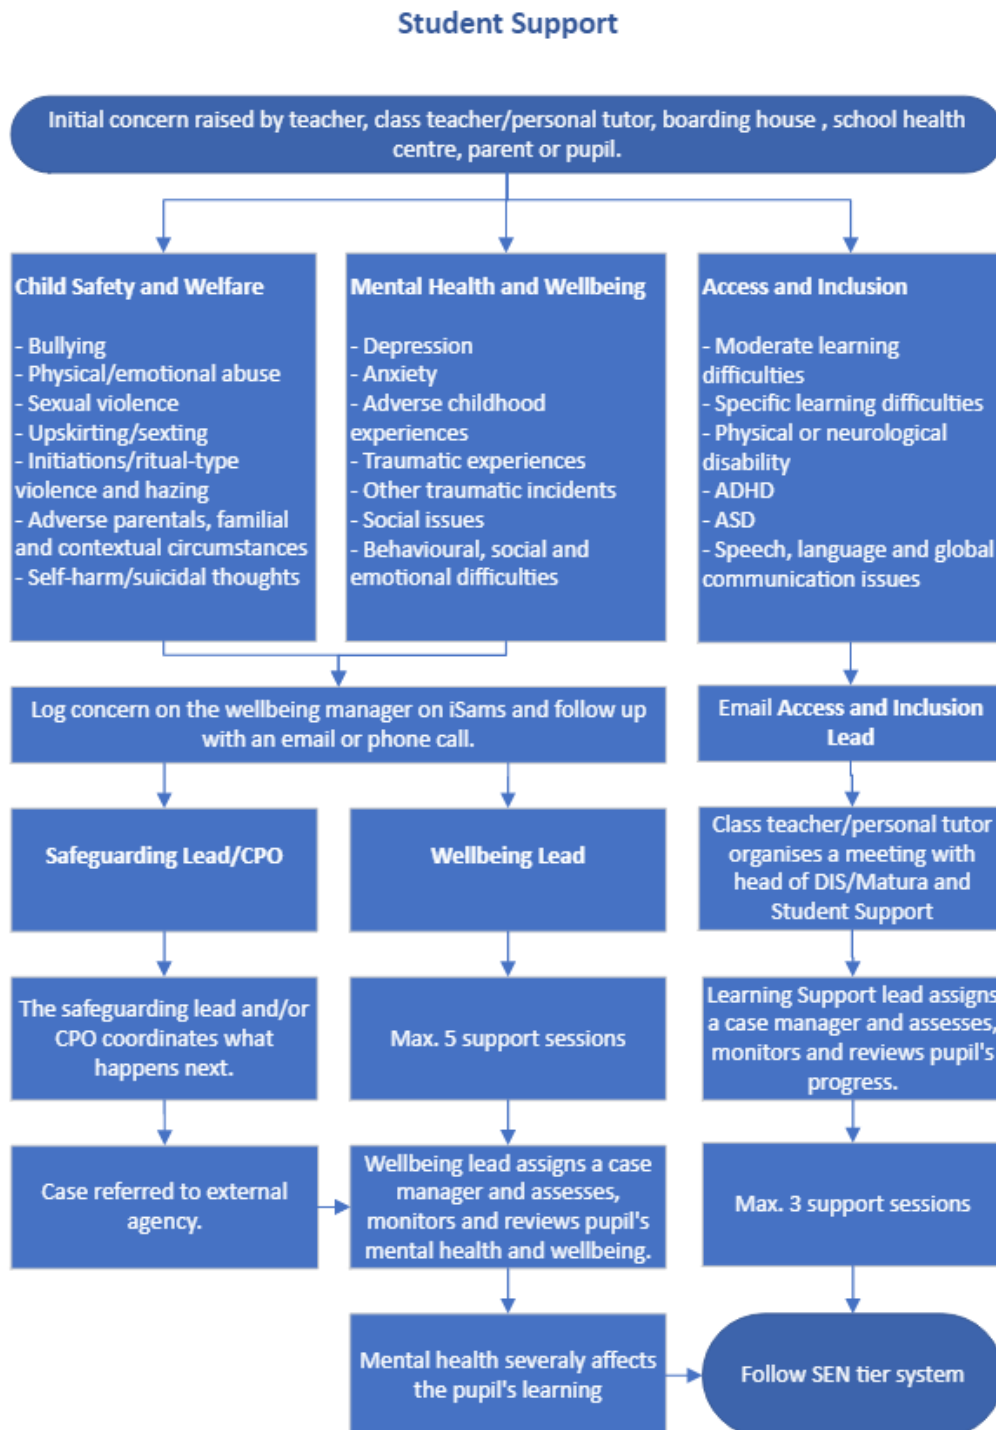 Student Support
Initial concern raised by teacher, class teacher/personal tutor, boarding house , school health
centre, parent or pupil.
Child Safety and Welfare
- Bullying
- Physical/emotional abuse
- Sexual violence
- Upskirting/sexting
- Initiations/ritual-type
violence and hazing
- Adverse parentals, familial
and contextual circumstances
- Self-harm/suicidal thoughts
Mental Health and Wellbeing
- Depression
- Anxiety
- Adverse childhood
experiences
- Traumatic experiences
- Other traumatic incidents
- Social issues
- Behavioural, social and
emotional difficulties
Access and Inclusion
- Moderate learning
difficulties
- Specific learning difficulties
- Physical or neurological
disability
- ADHD
- ASD
- Speech, language and global
communication issues
Log concern on the wellbeing manager on iSams and follow up
with an email or phone call.
Email Access and Inclusion
Lead
Safeguarding Lead/CPO
Wellbeing Lead
Class teacher/personal tutor
organises a meeting with
head of DIS/Matura and
Student Support
The safeguarding lead and/or
CPO coordinates what
happens next.
Max. 5 support sessions
Learning Support lead assigns
a case manager and assesses,
monitors and reviews pupil's
progress.
Case referred to external
agency.
Wellbeing lead assigns a case
manager and assesses,
monitors and reviews pupil's
mental health and wellbeing.
Max. 3 support sessions
Mental health severaly affects
the pupil's learning
Follow SEN tier system